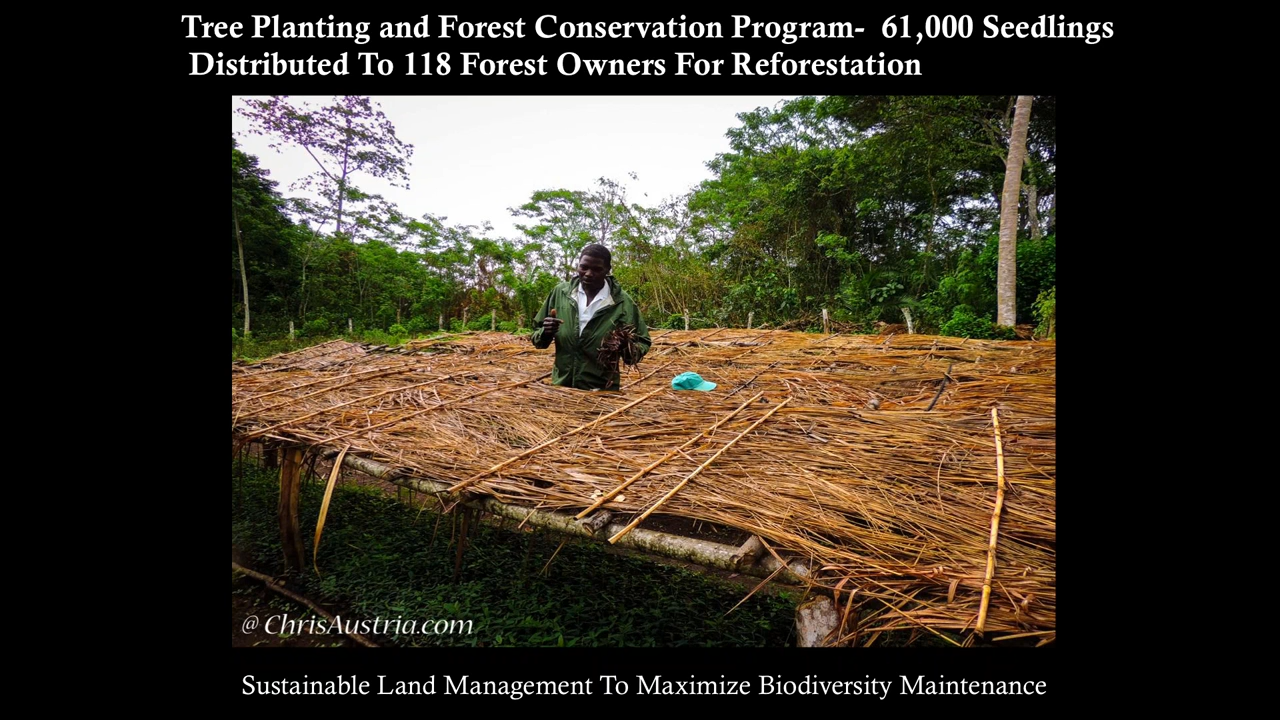 Tree Planting and Forest Conservation Program-  61,000 Seedlings
Distributed To 118 Forest Owners For Reforestation
@ ChrisAustria.com
Sustainable Land Management To Maximize Biodiversity Maintenance